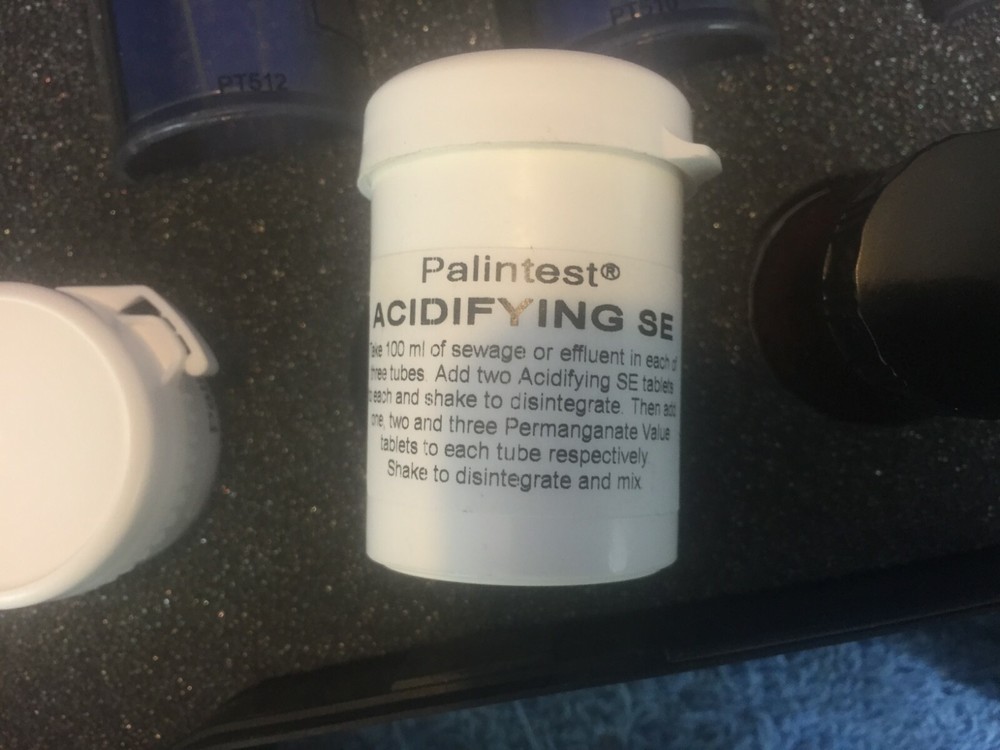 PT512
PT510
Palintest®
ACIDIFYING SE
Take 100 ml of sewage or effluent in each of
three tubes. Add two Acidifying SE tablets
to each and shake to disintegrate. Then add
one, two and three Permanganate Value
tablets to each tube respectively.
Shake to disintegrate and mix.